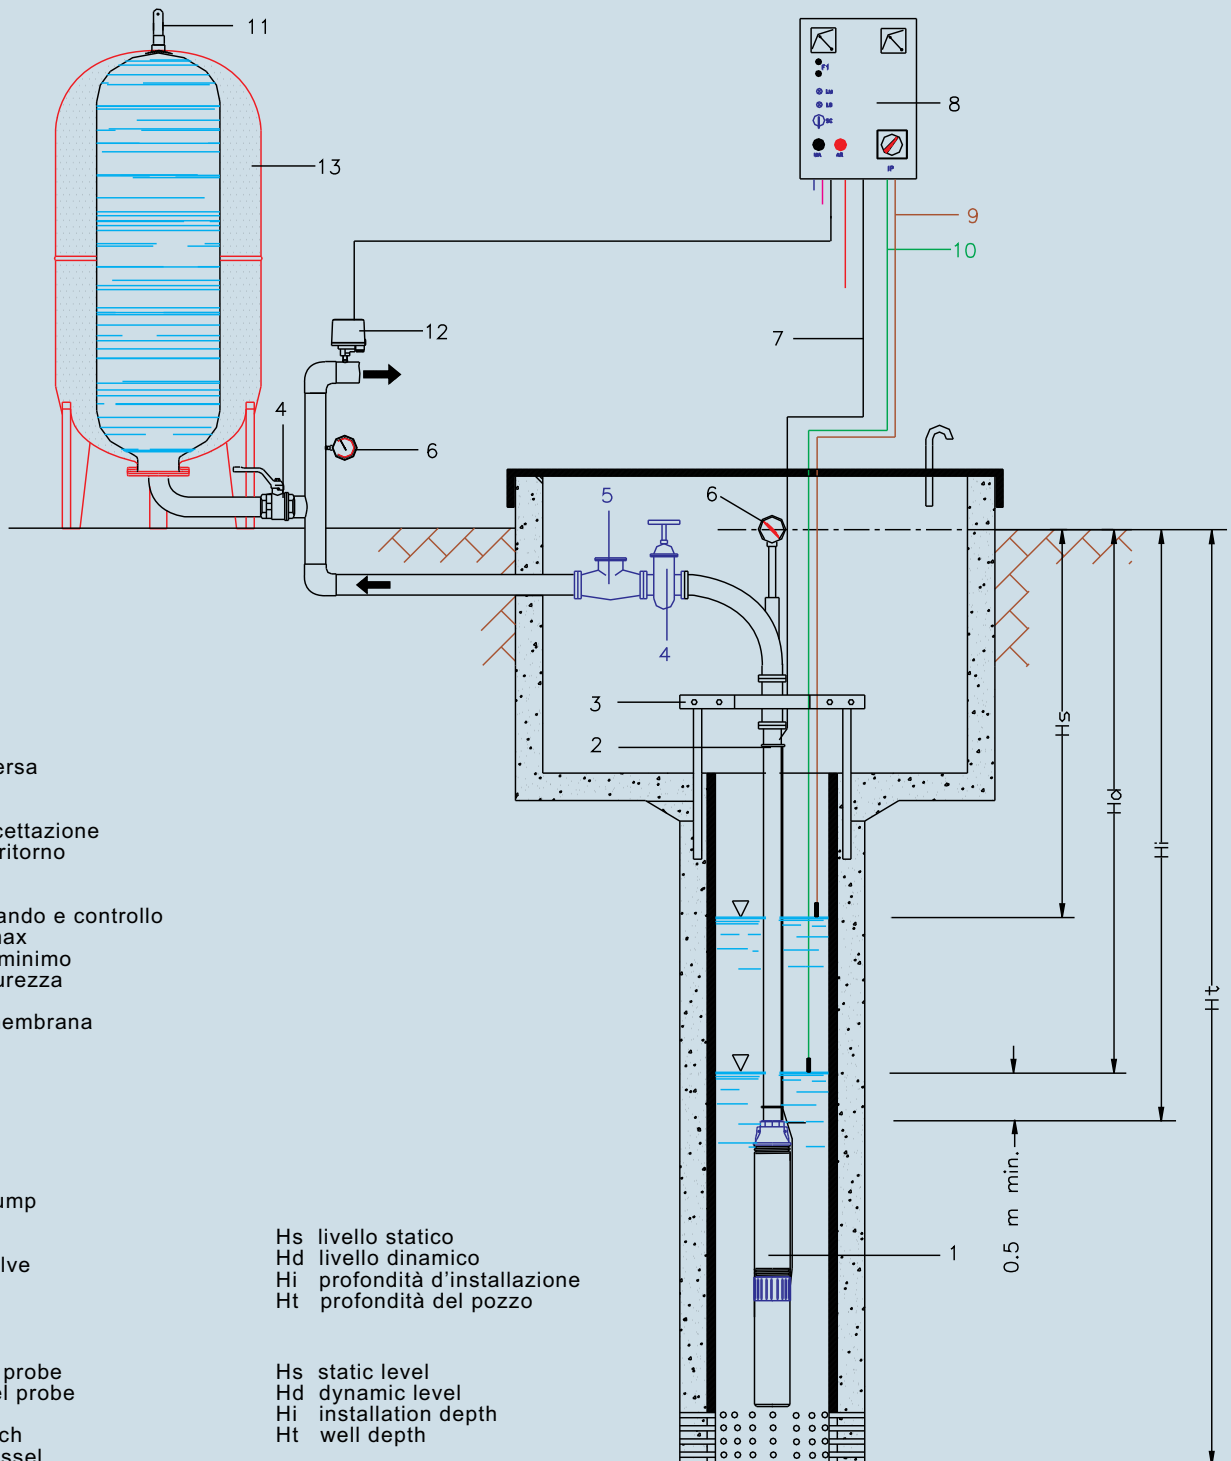 11
13
8
F1
9
10
12
7
4
6
5
6
4
3
2
Hs
Hd
Hi
Ht
0.5 m min.
1
ersa
cettazione
ritorno
ando e controllo
nax
minimo
urezza
nembrana
ump
lve
probe
el probe
ch
ssel
Hs livello statico
Hd livello dinamico
Hi profondità d'installazione
Ht profondità del pozzo
Hs static level
Hd dynamic level
Hi installation depth
Ht well depth